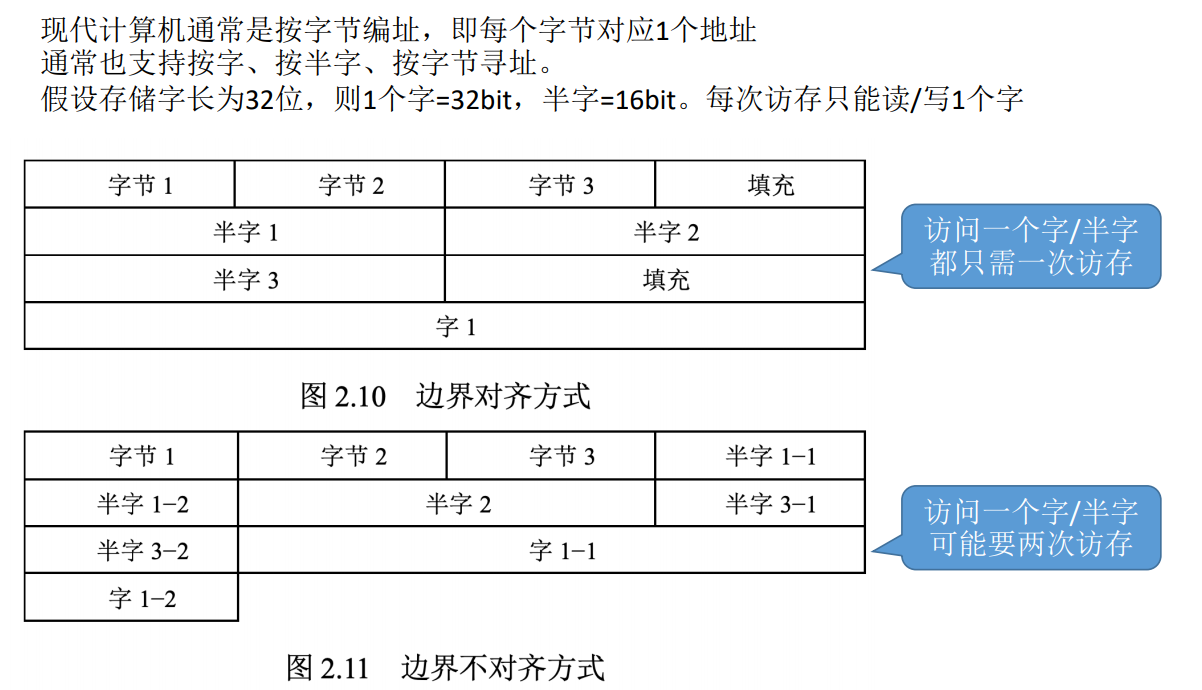 现代计算机通常是按字节编址，即每个字节对应1个地址
通常也支持按字、按半字、按字节寻址。
假设存储字长为32位，则1个字=32bit，半字=16bit。每次访存只能读/写1个字
字节 1 字节 2 字节 3 填充
半字 1 半字 2
半字 3 填充
字 1
访问一个字/半字
都只需一次访存
图 2.10 边界对齐方式
字节 1 字节 2 字节 3 半字 1-1
半字 1-2 半字 2 半字 3-1
半字 3-2 字 1-1
字 1-2
访问一个字/半字
可能要两次访存
图 2.11 边界不对齐方式